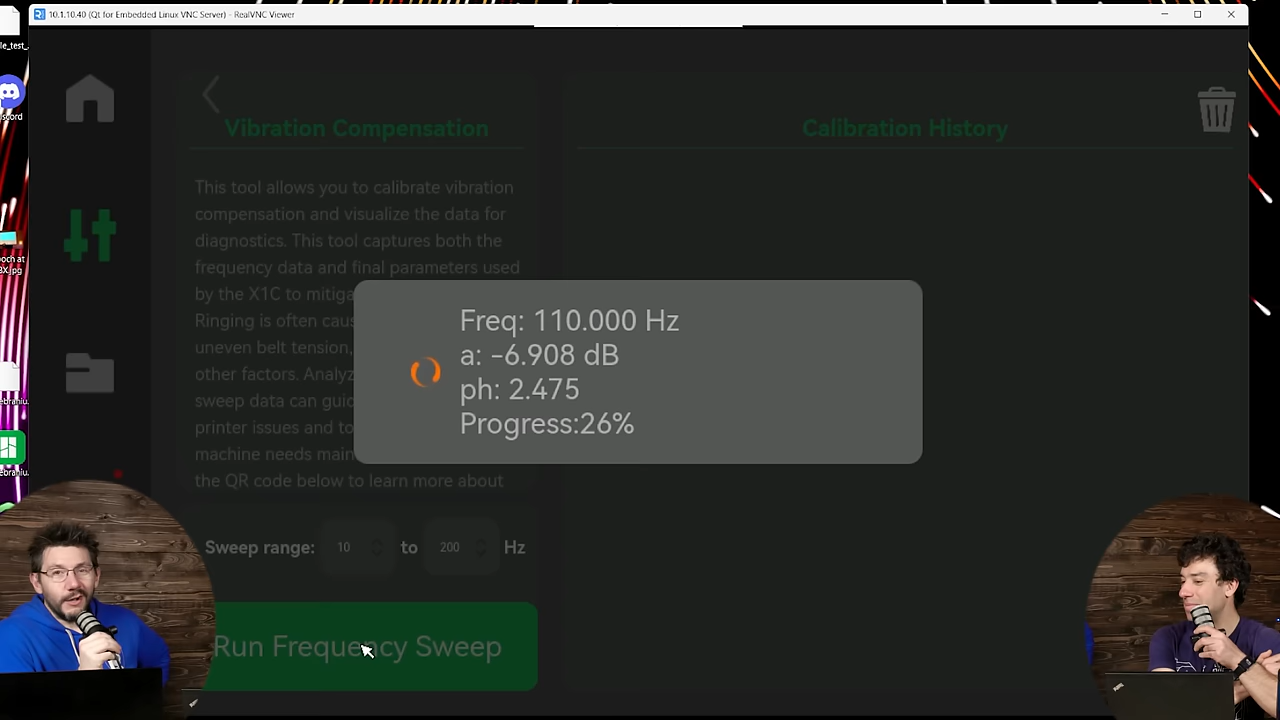 10.1.10.40 (Qt for Embedded Linux VNC Server) - RealVNC Viewer
Vibration Compensation
This tool allows you to calibrate vibration
compensation and visualize the data for
diagnostics. This tool captures both the
frequency data and final parameters used
by the X1C to mitiga
Ringing is often caus
uneven belt tension,
other factors. Analyz
sweep data can guid
printer issues and to
machine needs main
the QR code below to learn more about
Sweep range: 10 to 200 Hz
Run Frequency Sweep
Calibration History
Freq: 110.000 Hz
a: -6.908 dB
ph: 2.475
Progress:26%